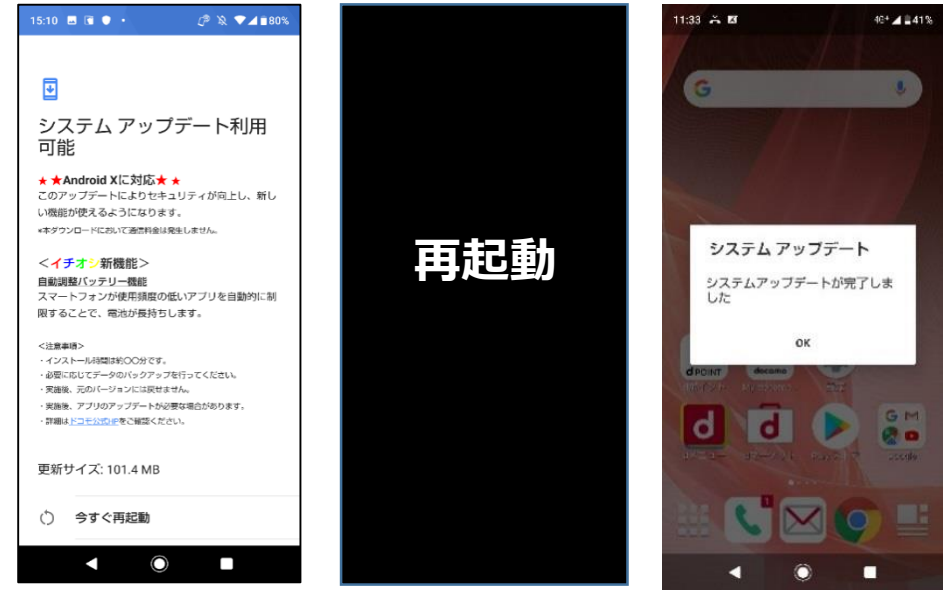 15:10
80%
システム アップデート利用
可能
★ ★Android Xに対応★ ★
このアップデートによりセキュリティが向上し、新し
い機能が使えるようになります。
*本ダウンロードにおいて通信料金は発生しません。
＜イチオシ新機能＞
自動調整バッテリー機能
スマートフォンが使用頻度の低いアプリを自動的に制
限することで、電池が長持ちします。
＜注意事項＞
・インストール時間は約〇〇分です。
・必要に応じてデータのバックアップを行ってください。
・実施後、元のバージョンには戻せません。
・実施後、アプリのアップデートが必要な場合があります。
・詳細はドコモ公式HPをご確認ください。
更新サイズ: 101.4 MB
今すぐ再起動
再起動
11:33
4G+
41%
G
システム アップデート
システムアップデートが完了しま
した
OK
d POINT
docomo
d
d
G
Google
1